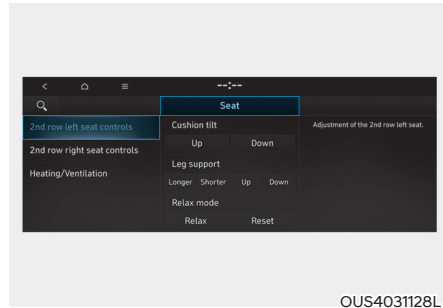 --:--
Seat
2nd row left seat controls
2nd row right seat controls
Heating/Ventilation
Cushion tilt
Up Down
Leg support
Longer Shorter Up Down
Relax mode
Relax Reset
Adjustment of the 2nd row left seat.
OUS4031128L